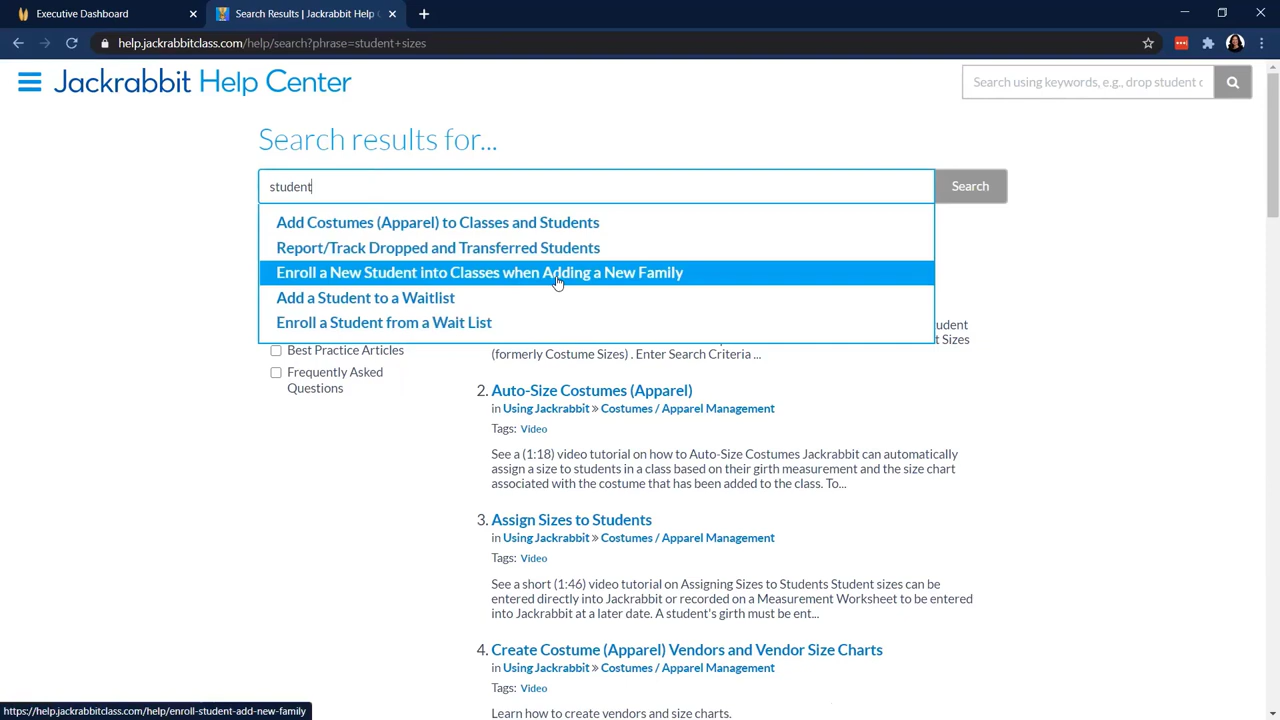 Executive Dashboard
Search Results | Jackrabbit Help C
help.jackrabbitclass.com/help/search?phrase=student+sizes
Jackrabbit Help Center
Search using keywords, e.g., drop student c
Search results for...
student
Search
Add Costumes (Apparel) to Classes and Students
Report/Track Dropped and Transferred Students
Enroll a New Student into Classes when Adding a New Family
Add a Student to a Waitlist
Enroll a Student from a Wait List
udent
t Sizes
(formerly Costume Sizes) . Enter Search Criteria ...
Best Practice Articles
Frequently Asked
Questions
2. Auto-Size Costumes (Apparel)
in Using Jackrabbit » Costumes / Apparel Management
Tags: Video
See a (1:18) video tutorial on how to Auto-Size Costumes Jackrabbit can automatically
assign a size to students in a class based on their girth measurement and the size chart
associated with the costume that has been added to the class. To...
3. Assign Sizes to Students
in Using Jackrabbit » Costumes / Apparel Management
Tags: Video
See a short (1:46) video tutorial on Assigning Sizes to Students Student sizes can be
entered directly into Jackrabbit or recorded on a Measurement Worksheet to be entered
into Jackrabbit at a later date. A student's girth must be ent...
4. Create Costume (Apparel) Vendors and Vendor Size Charts
in Using Jackrabbit » Costumes / Apparel Management
Tags: Video
Learn how to create vendors and size charts.
https://help.jackrabbitclass.com/help/enroll-student-add-new-family